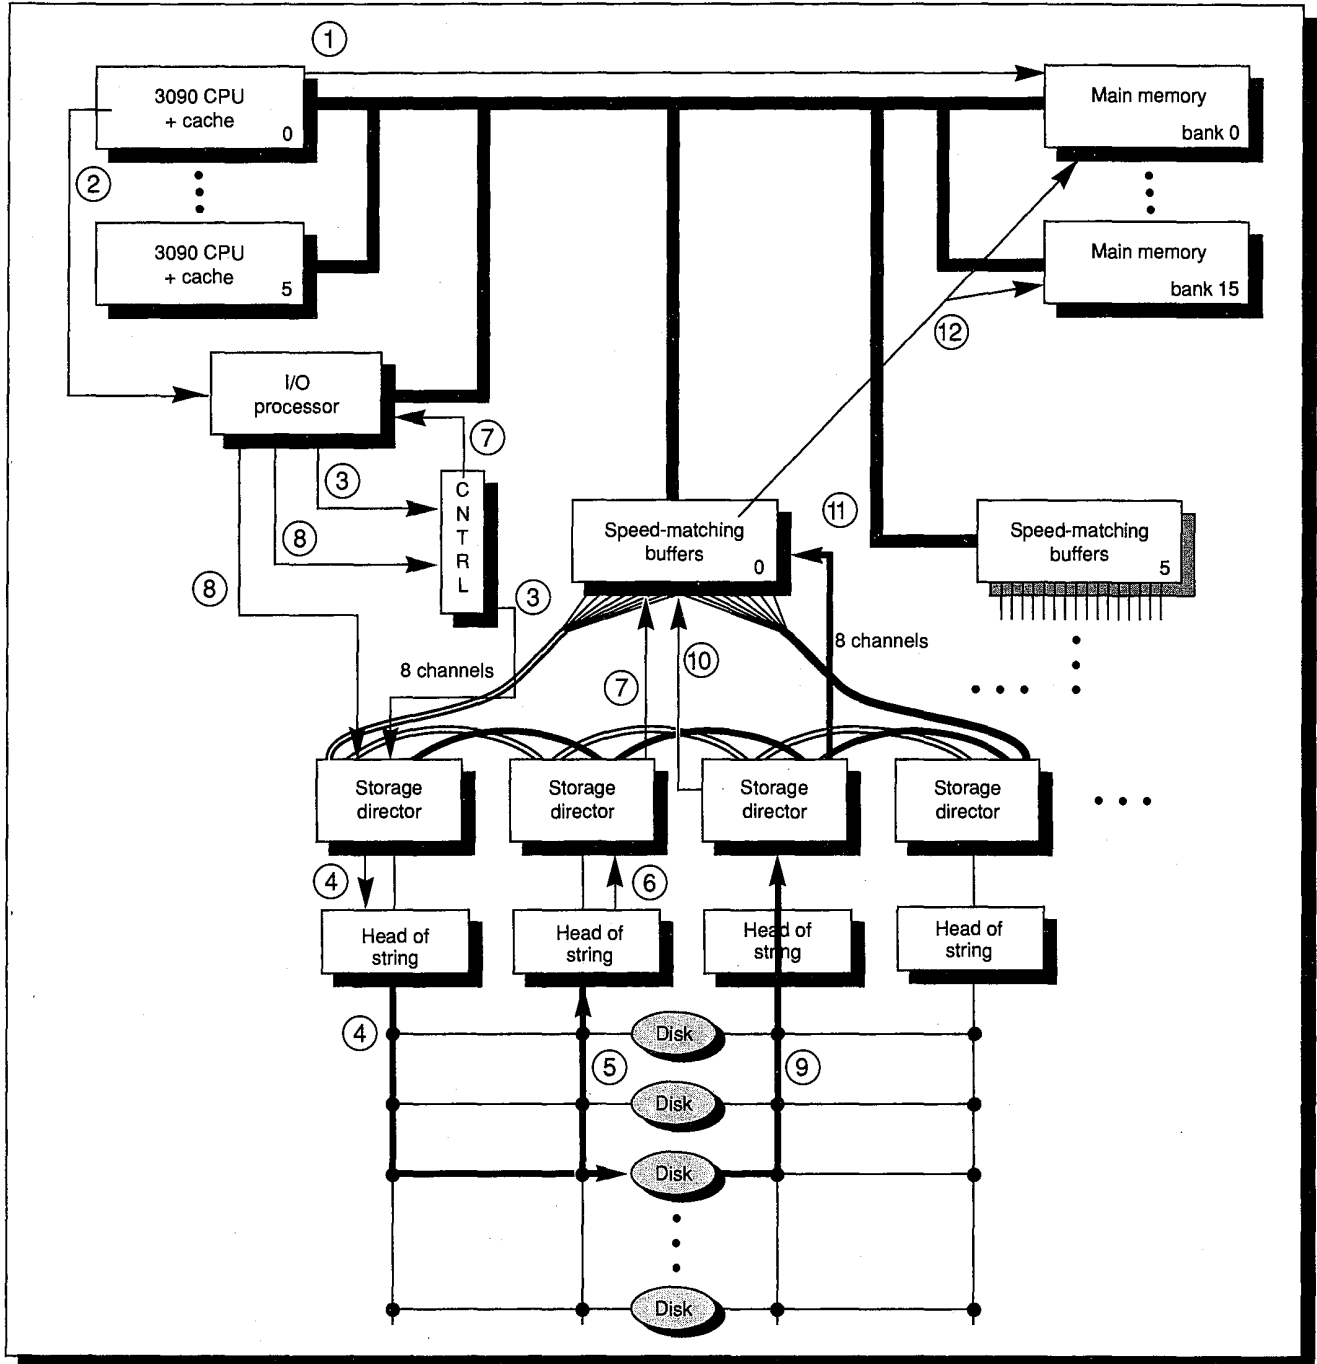 1
3090 CPU
+ cache
0
Main memory
bank 0
2
3090 CPU
+ cache
5
Main memory
bank 15
12
I/O
processor
7
3
C
N
T
R
L
8
8
3
Speed-matching
buffers
0
11
Speed-matching
buffers
5
8 channels
7
10
8 channels
Storage
director
Storage
director
Storage
director
Storage
director
4
6
Head of
string
Head of
string
Head of
string
Head of
string
4
Disk
5
9
Disk
Disk
Disk